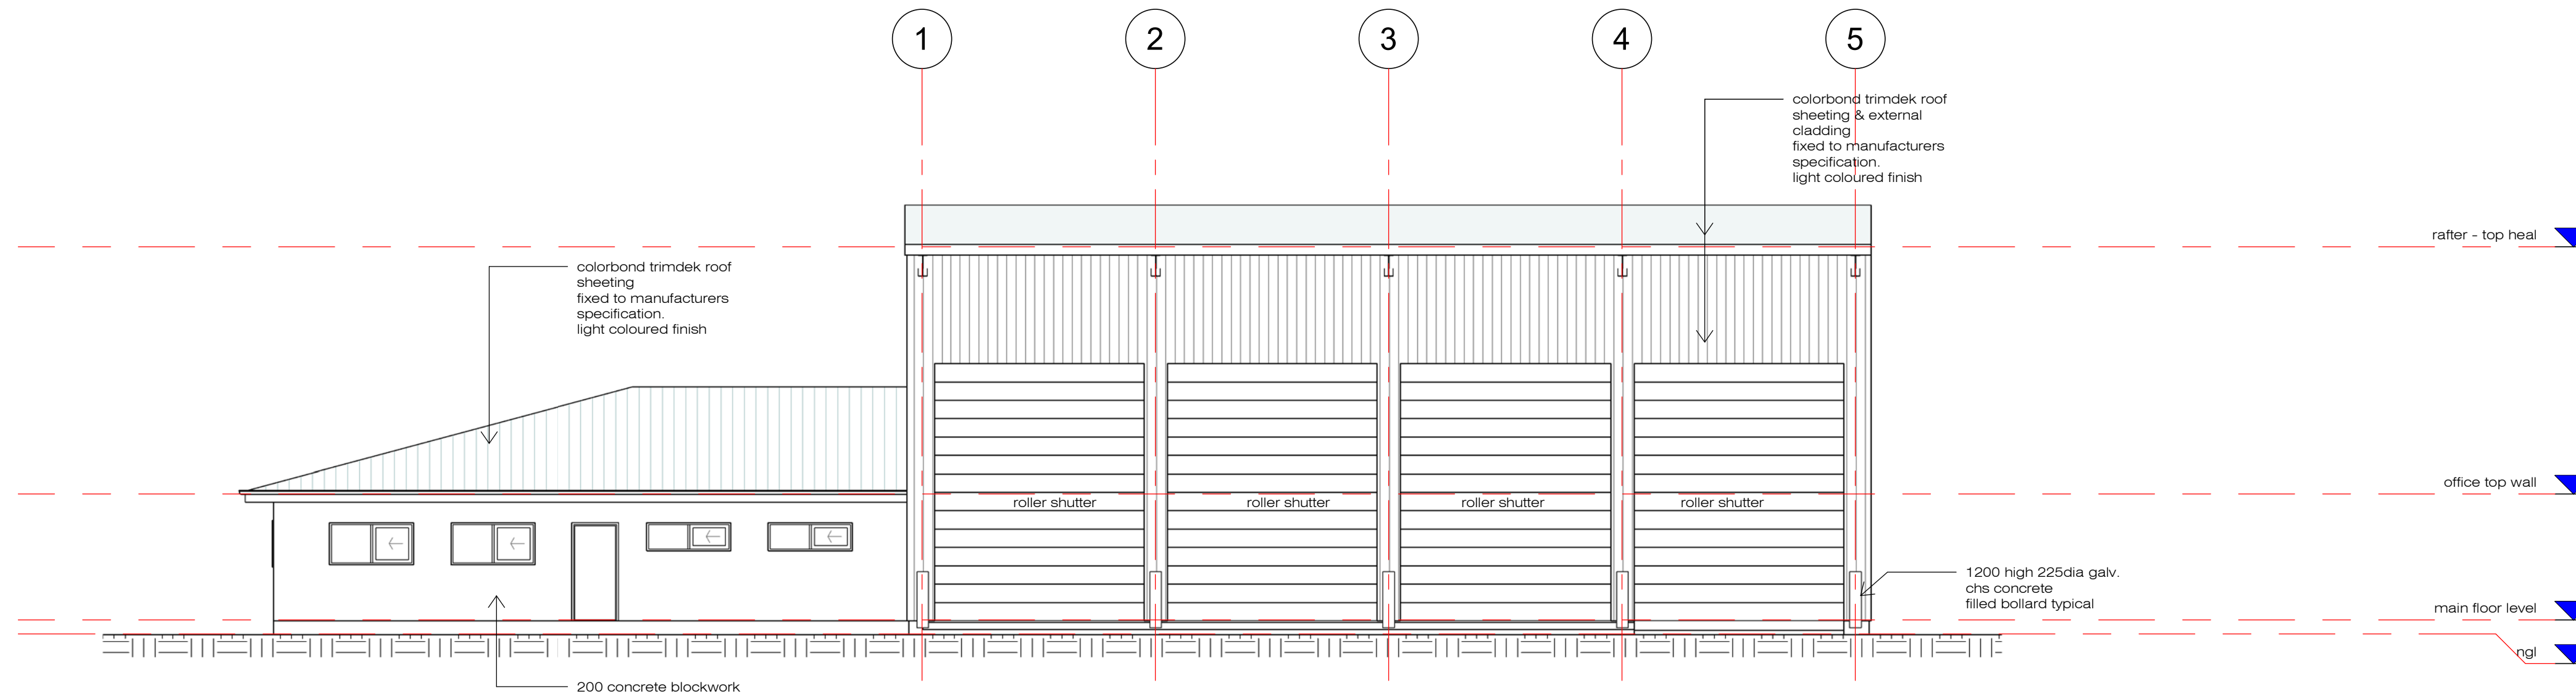 1
2
3
4
5
colorbond trimdek roof
sheeting & external
cladding
fixed to manufacturers
specification.
light coloured finish
rafter - top heal
colorbond trimdek roof
sheeting
fixed to manufacturers
specification.
light coloured finish
office top wall
roller shutter
roller shutter
roller shutter
roller shutter
1200 high 225dia galv.
chs concrete
filled bollard typical
main floor level
ngl
200 concrete blockwork